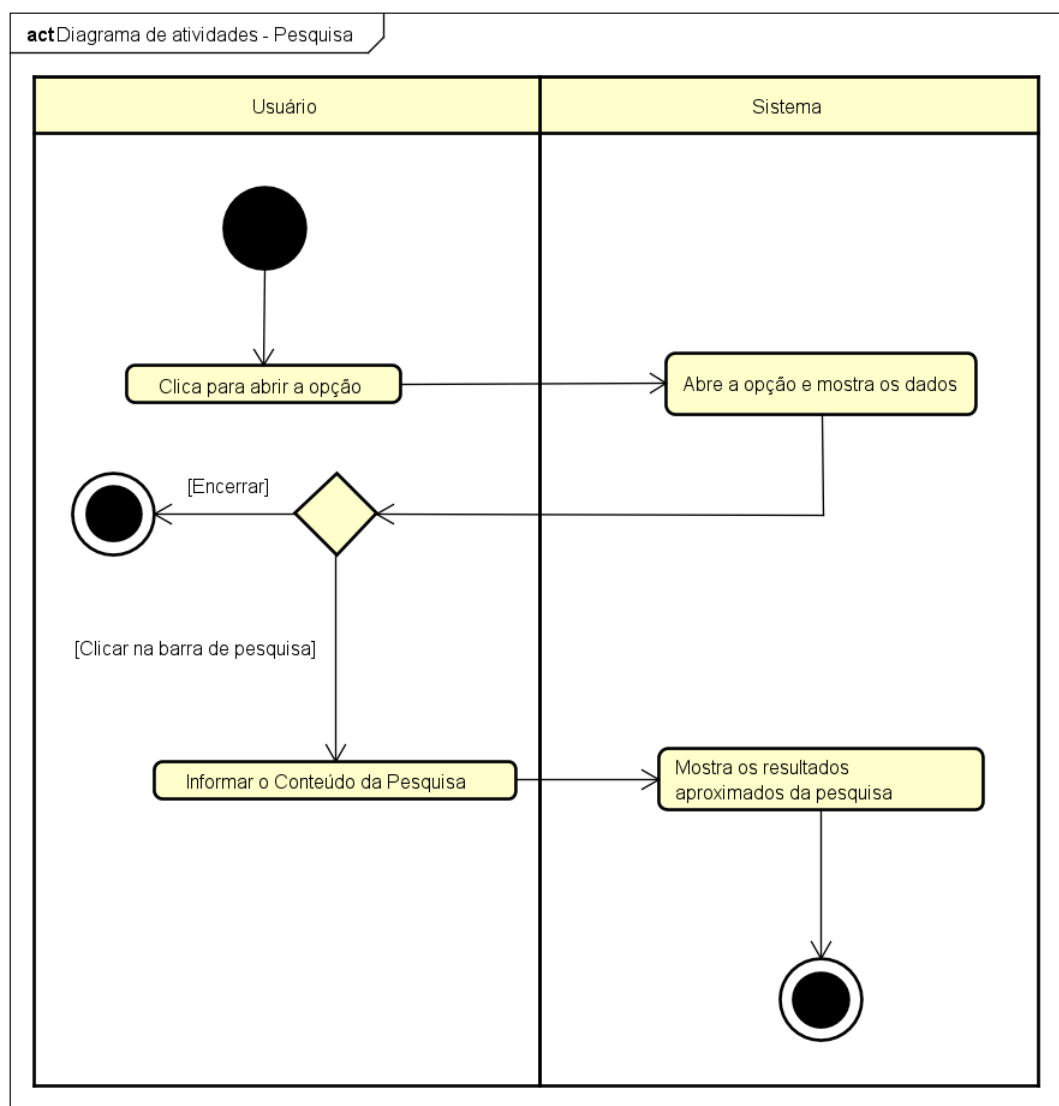 act Diagrama de atividades - Pesquisa
Usuário
Sistema
Clica para abrir a opção
Abre a opção e mostra os dados
[Encerrar]
[Clicar na barra de pesquisa]
Informar o Conteúdo da Pesquisa
Mostra os resultados
aproximados da pesquisa